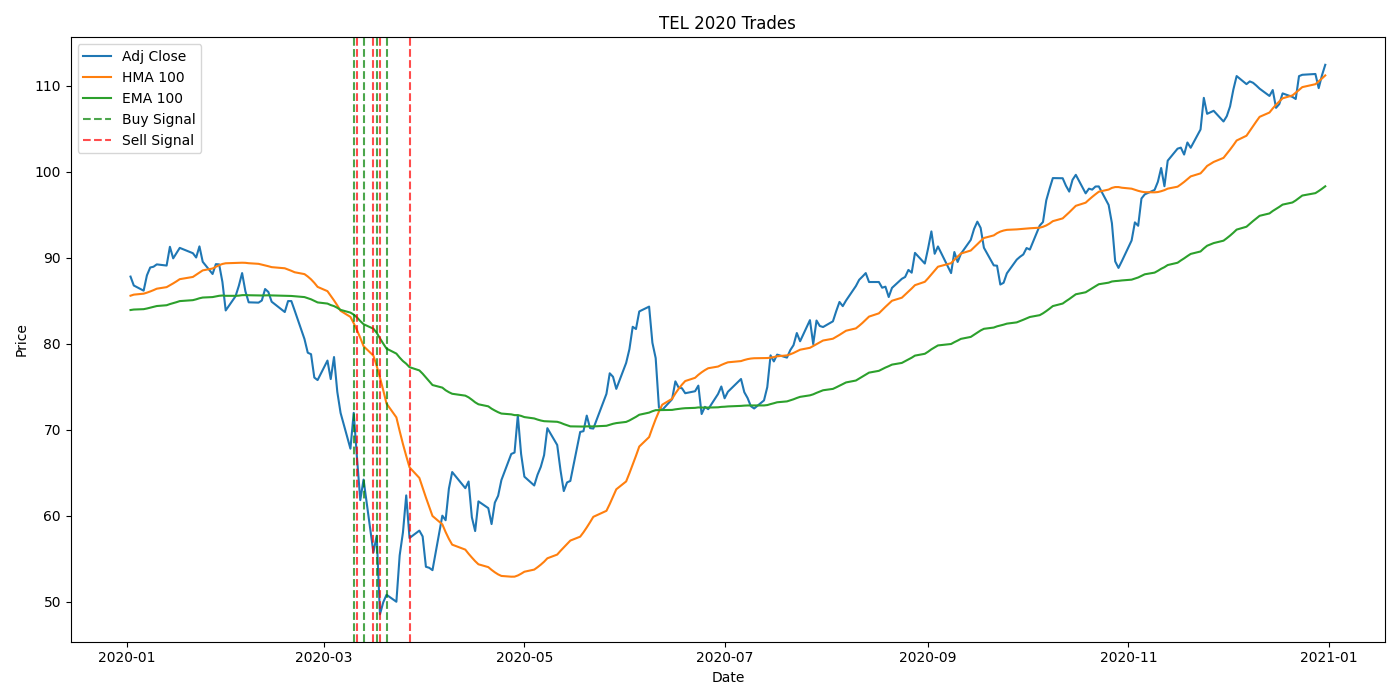 TEL 2020 Trades
Adj Close
HMA 100
EMA 100
Buy Signal
Sell Signal
Price
110
100
90
80
70
60
50
2020-01
2020-03
2020-05
2020-07
2020-09
2020-11
2021-01
Date